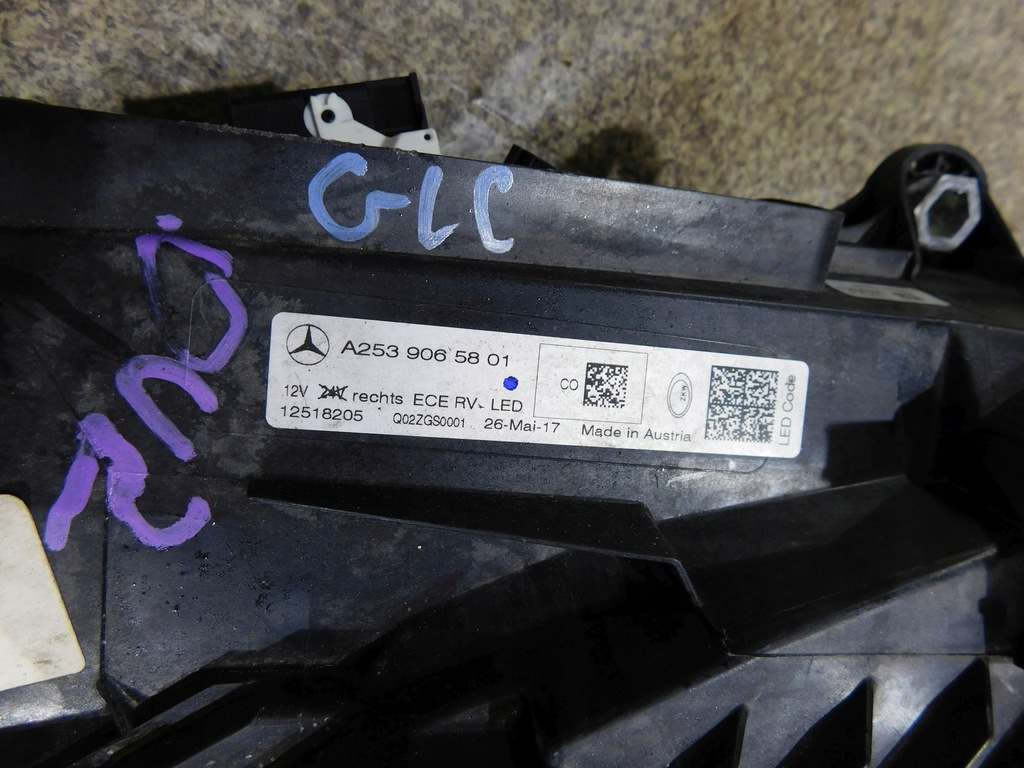 GLC
A253 906 58 01
12V 24V rechts ECE RV- LED
12518205 Q02ZGS0001 26-Mai-17 Made in Austria
CO
ZKW
LED Code